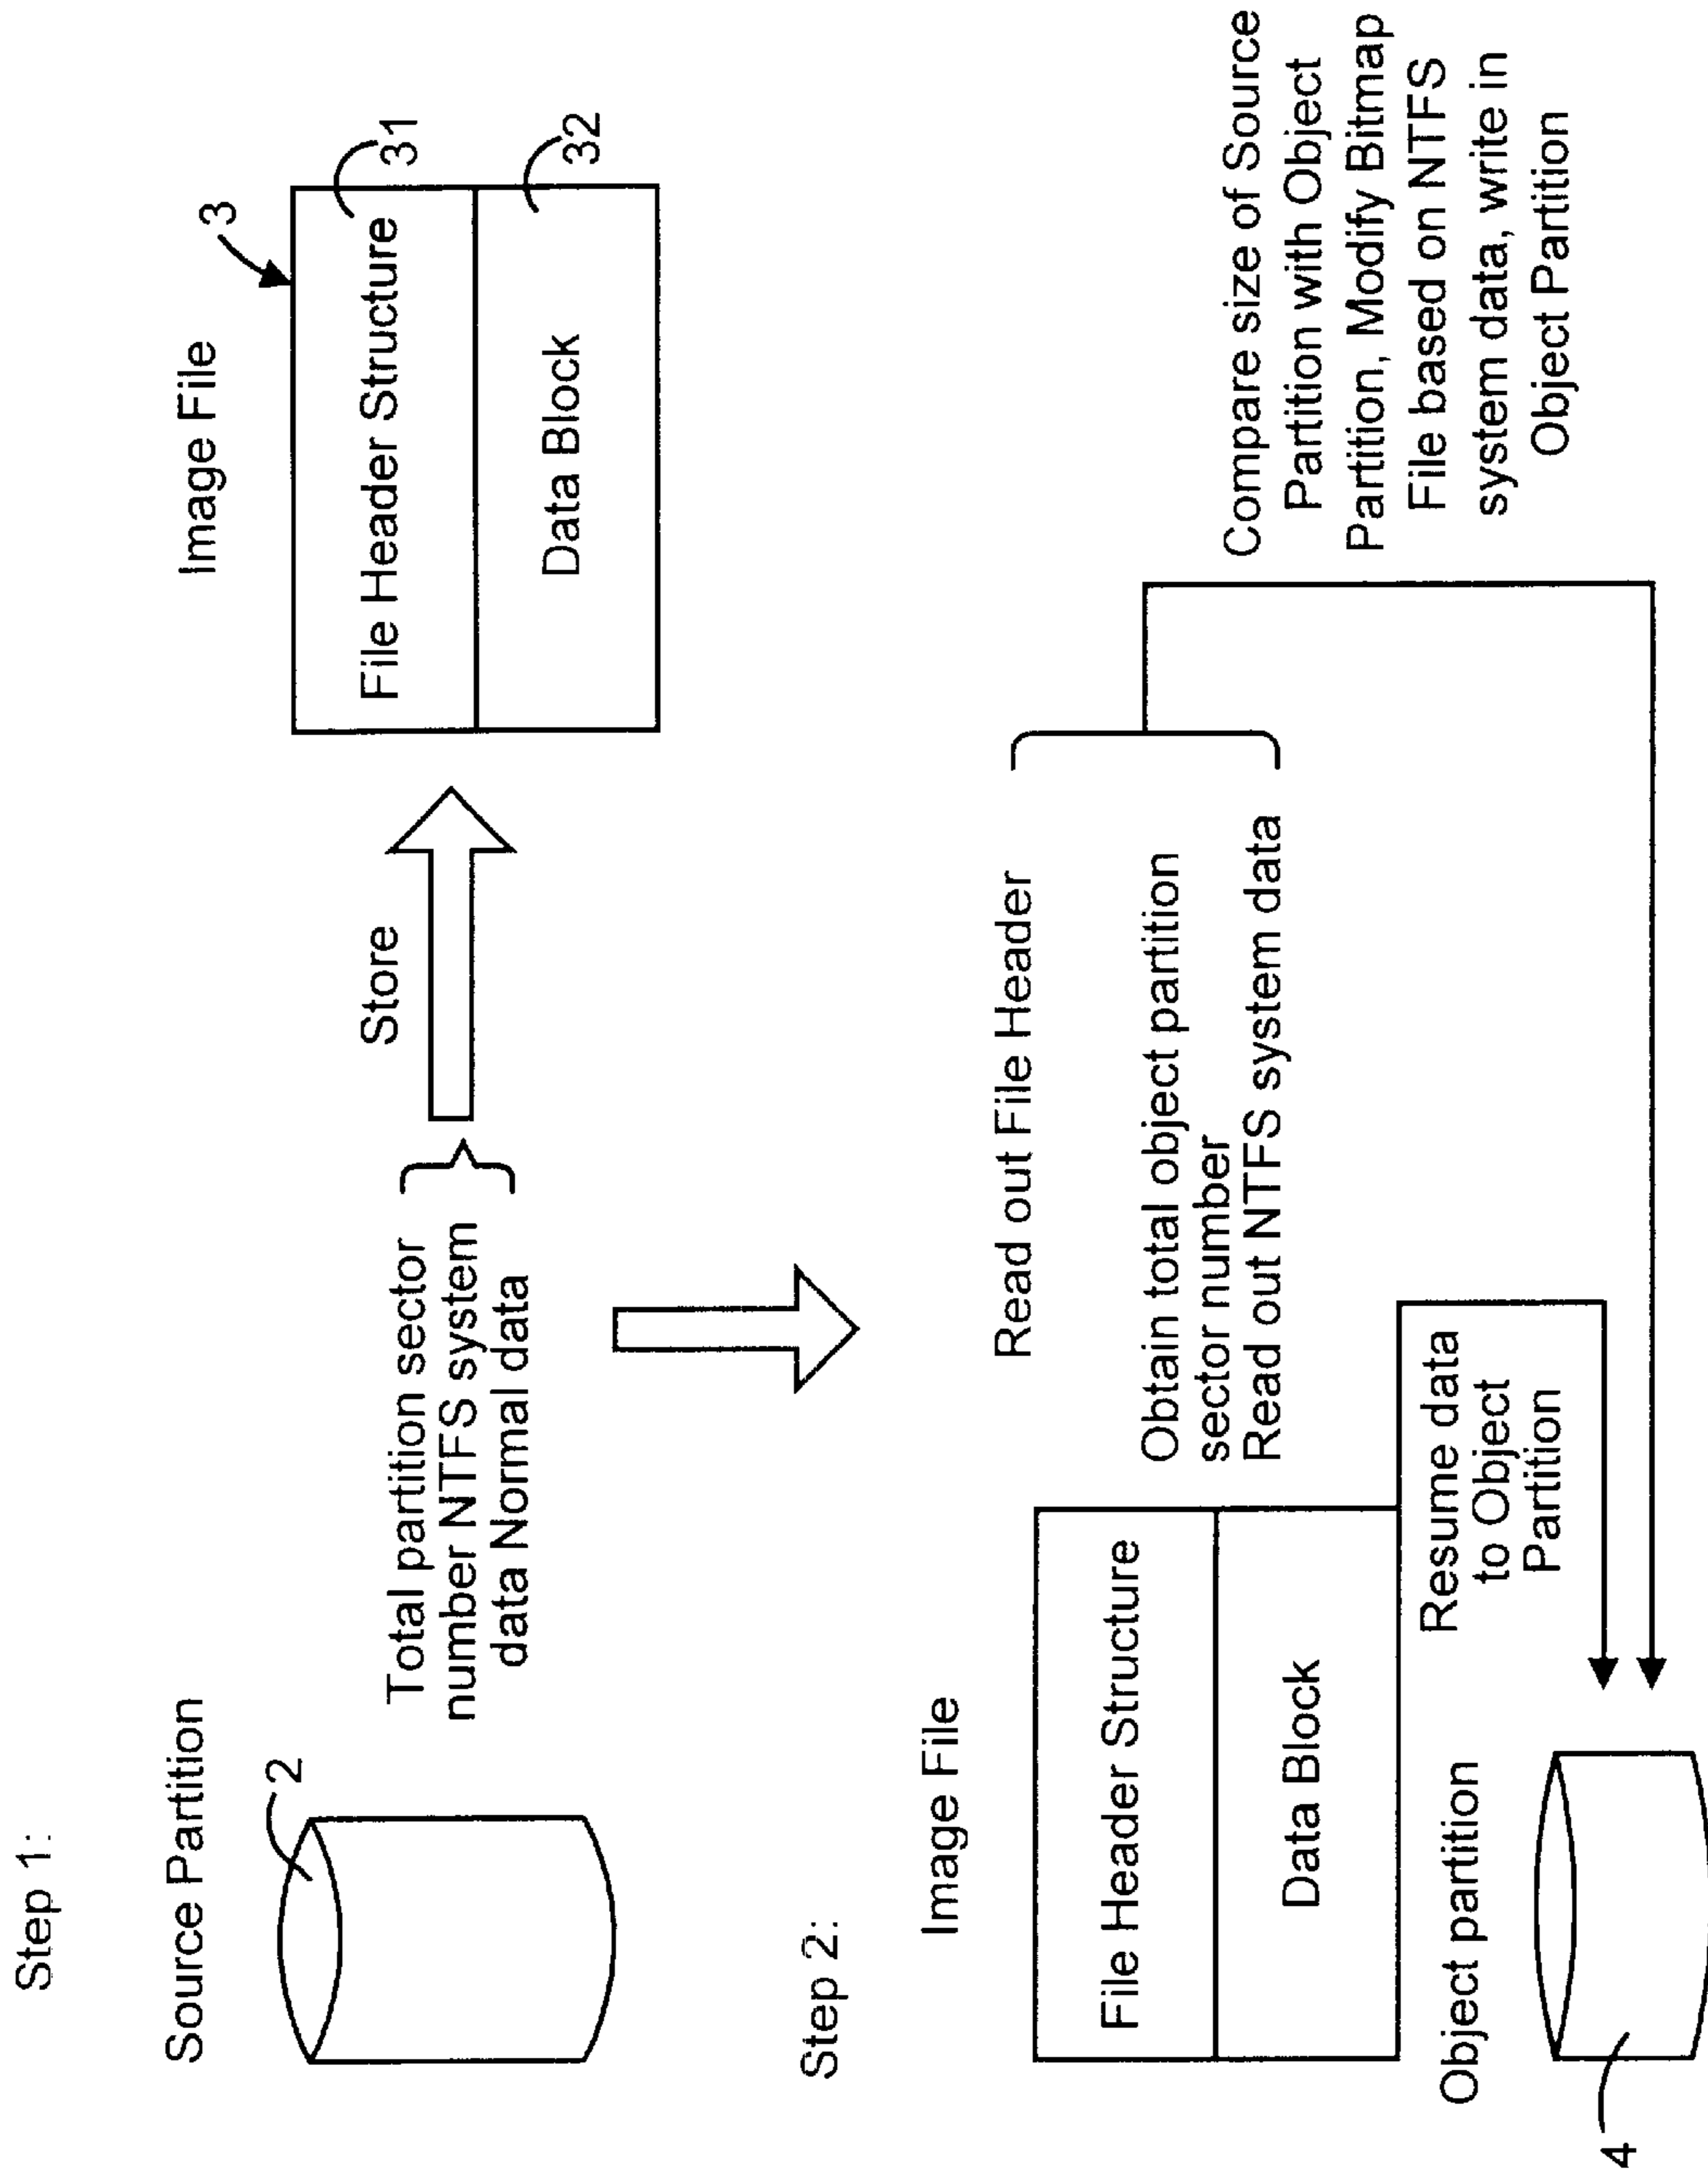 Step 1:
Source Partition
2
Total partition sector
number NTFS system
data Normal data
Store
Image File
3
File Header Structure
31
Data Block
32
Step 2:
Image File
File Header Structure
Data Block
Read out File Header
Obtain total object partition
sector number
Read out NTFS system data
Compare size of Source
Partition with Object
Partition, Modify Bitmap
File based on NTFS
system data, write in
Object Partition
Resume data
to Object
Partition
Object partition
4